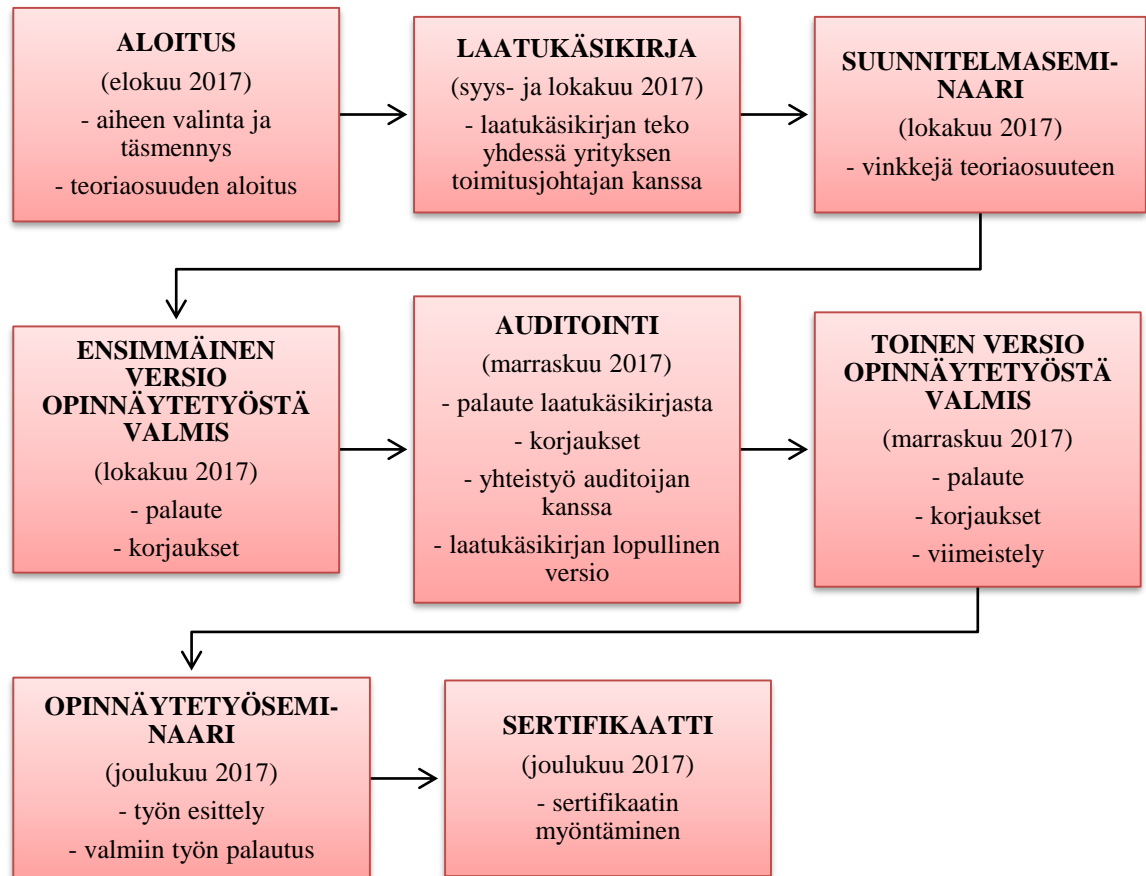 ALOITUS
(elokuu 2017)
- aiheen valinta ja
täsmennys
- teoriaosuuden aloitus
LAATUKÄSIKIRJA
(syys- ja lokakuu 2017)
- laatukäsikirjan teko
yhdessä yrityksen
toimitusjohtajan kanssa
SUUNNITELMASEMI-
NAARI
(lokakuu 2017)
- vinkkejä teoriaosuuteen
ENSIMMÄINEN
VERSIO
OPINNÄYTETYÖSTÄ
VALMIS
(lokakuu 2017)
- palaute
- korjaukset
AUDITOINTI
(marraskuu 2017)
- palaute laatukäsikirjasta
- korjaukset
- yhteistyö auditoijan
kanssa
- laatukäsikirjan lopullinen
versio
TOINEN VERSIO
OPINNÄYTETYÖSTÄ
VALMIS
(marraskuu 2017)
- palaute
- korjaukset
- viimeistely
OPINNÄYTETYÖSEMI-
NAARI
(joulukuu 2017)
- työn esittely
- valmiin työn palautus
SERTIFIKAATTI
(joulukuu 2017)
- sertifikaatin
myöntäminen